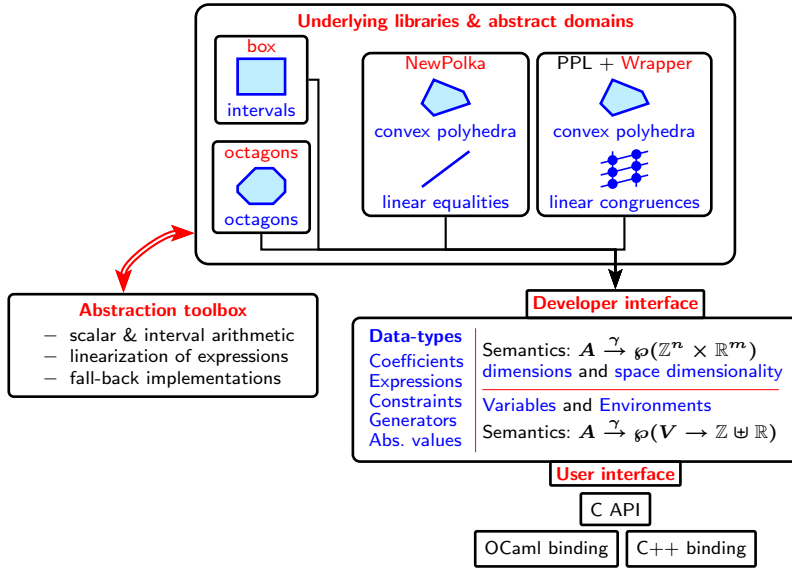 Underlying libraries & abstract domains
box
intervals
octagons
octagons
NewPolka
convex polyhedra
linear equalities
PPL + Wrapper
convex polyhedra
linear congruences
Abstraction toolbox
– scalar & interval arithmetic
– linearization of expressions
– fall-back implementations
Developer interface
Data-types
Coefficients
Expressions
Constraints
Generators
Abs. values
Semantics: A →^γ ℘(ℤ^n × ℝ^m)
dimensions and space dimensionality
Variables and Environments
Semantics: A →^γ ℘(V → ℤ ⊎ ℝ)
User interface
C API
OCaml binding
C++ binding